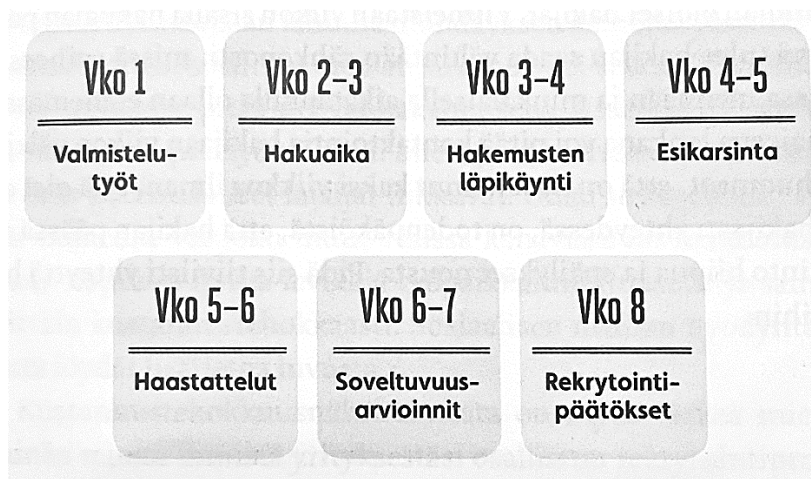 Vko 1
Valmistelu-
työt
Vko 2–3
Hakuaika
Vko 3–4
Hakemusten
läpikäynti
Vko 4–5
Esikarsinta
Vko 5–6
Haastattelut
Vko 6–7
Soveltuvuus-
arvioinnit
Vko 8
Rekrytointi-
päätökset